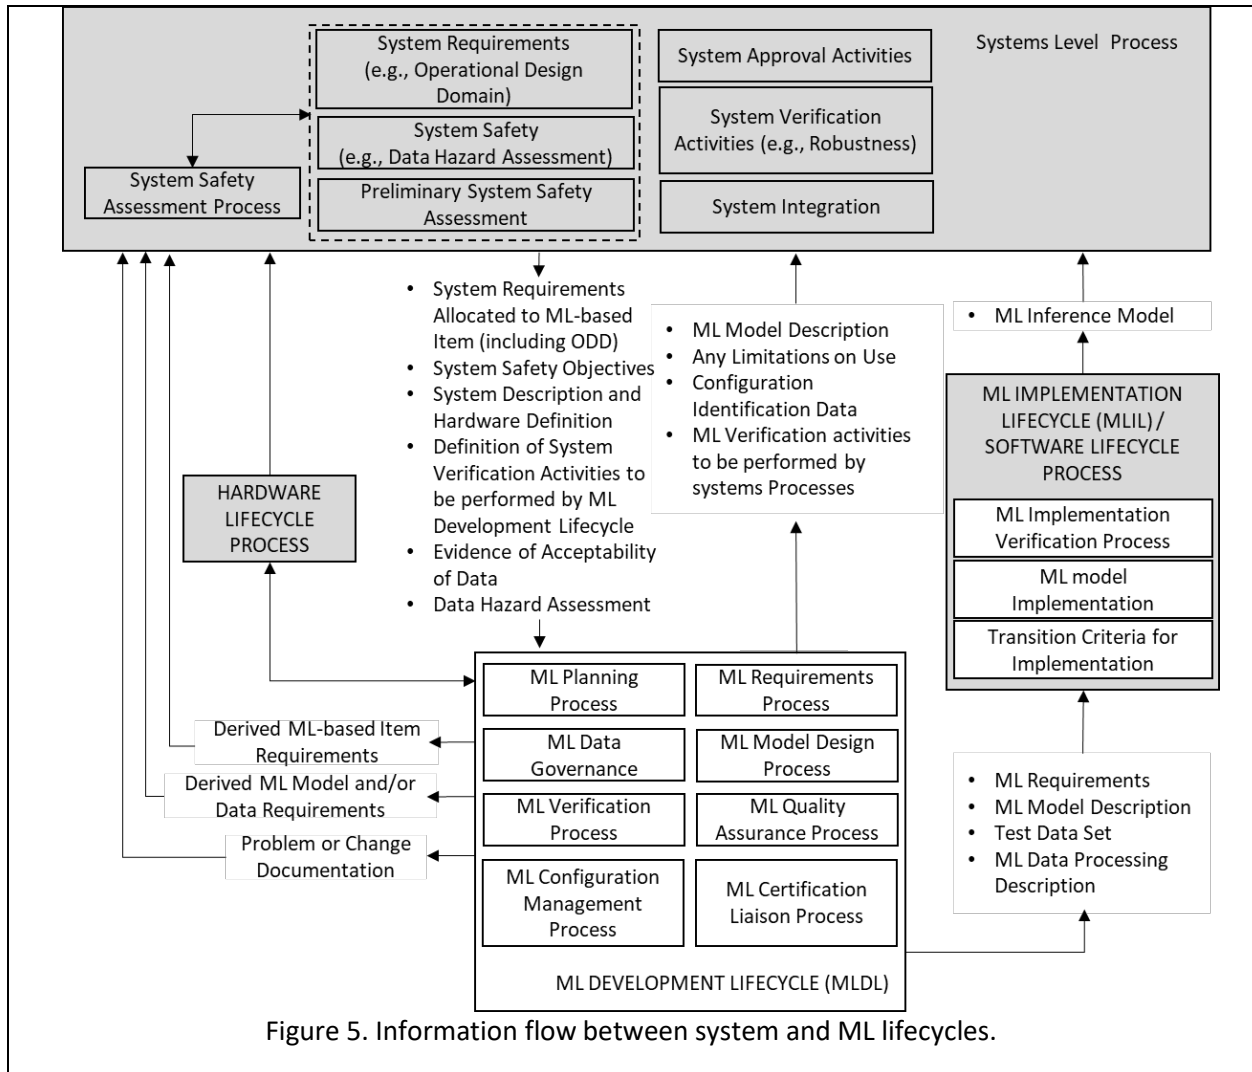 Systems Level Process
System Requirements
(e.g., Operational Design
Domain)
System Safety
(e.g., Data Hazard Assessment)
Preliminary System Safety
Assessment
System Approval Activities
System Verification
Activities (e.g., Robustness)
System Integration
System Safety
Assessment Process
• System Requirements
Allocated to ML-based
Item (including ODD)
• System Safety Objectives
• System Description and
Hardware Definition
• Definition of System
Verification Activities to
be performed by ML
Development Lifecycle
• Evidence of Acceptability
of Data
• Data Hazard Assessment
• ML Model Description
• Any Limitations on Use
• Configuration
Identification Data
• ML Verification activities
to be performed by
systems Processes
• ML Inference Model
ML IMPLEMENTATION
LIFECYCLE (MLIL) /
SOFTWARE LIFECYCLE
PROCESS
ML Implementation
Verification Process
ML model
Implementation
Transition Criteria for
Implementation
HARDWARE
LIFECYCLE
PROCESS
Derived ML-based Item
Requirements
Derived ML Model and/or
Data Requirements
Problem or Change
Documentation
ML Planning
Process
ML Requirements
Process
ML Data
Governance
ML Model Design
Process
ML Verification
Process
ML Quality
Assurance Process
ML Configuration
Management
Process
ML Certification
Liaison Process
ML DEVELOPMENT LIFECYCLE (MLDL)
• ML Requirements
• ML Model Description
• Test Data Set
• ML Data Processing
Description
Figure 5. Information flow between system and ML lifecycles.